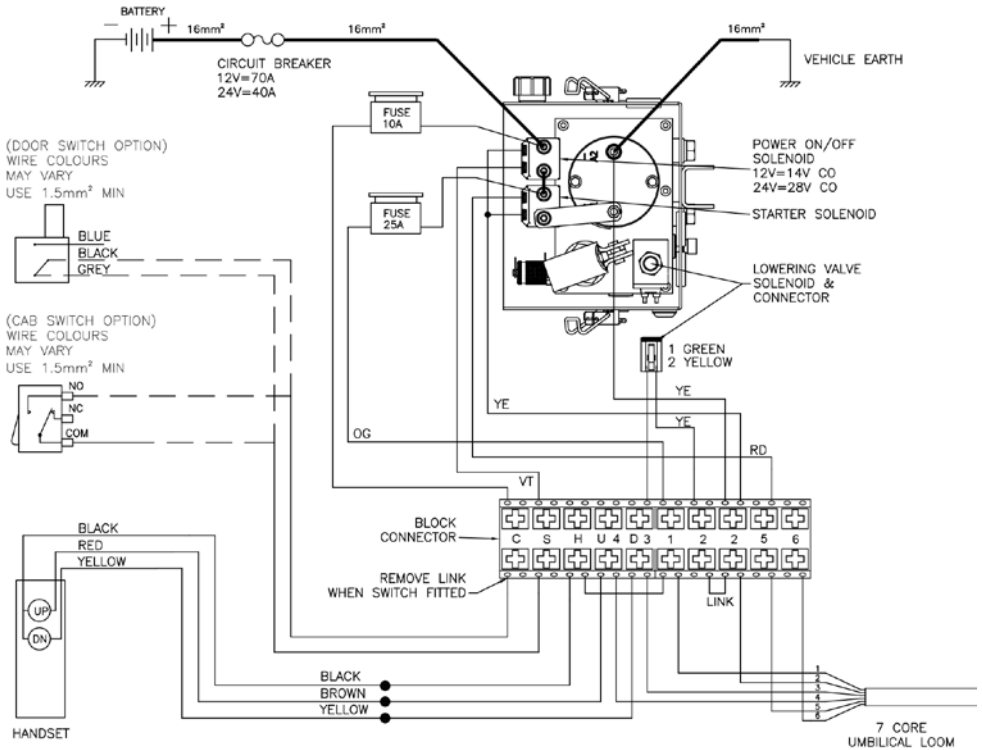 BATTERY
− +
16mm²
16mm²
16mm²
CIRCUIT BREAKER
12V=70A
24V=40A
VEHICLE EARTH
FUSE
10A
FUSE
25A
A2
POWER ON/OFF
SOLENOID
12V=14V CO
24V=28V CO
STARTER SOLENOID
LOWERING VALVE
SOLENOID &
CONNECTOR
1 GREEN
2 YELLOW
(DOOR SWITCH OPTION)
WIRE COLOURS
MAY VARY
USE 1.5mm² MIN
BLUE
BLACK
GREY
(CAB SWITCH OPTION)
WIRE COLOURS
MAY VARY
USE 1.5mm² MIN
NO
NC
COM
YE
YE
YE
OG
RD
VT
BLOCK
CONNECTOR
C S H U 4 D 3 1 2 2 5 6
REMOVE LINK
WHEN SWITCH FITTED
LINK
BLACK
RED
YELLOW
UP
DN
HANDSET
BLACK
BROWN
YELLOW
1
2
3
4
5
6
7 CORE
UMBILICAL LOOM